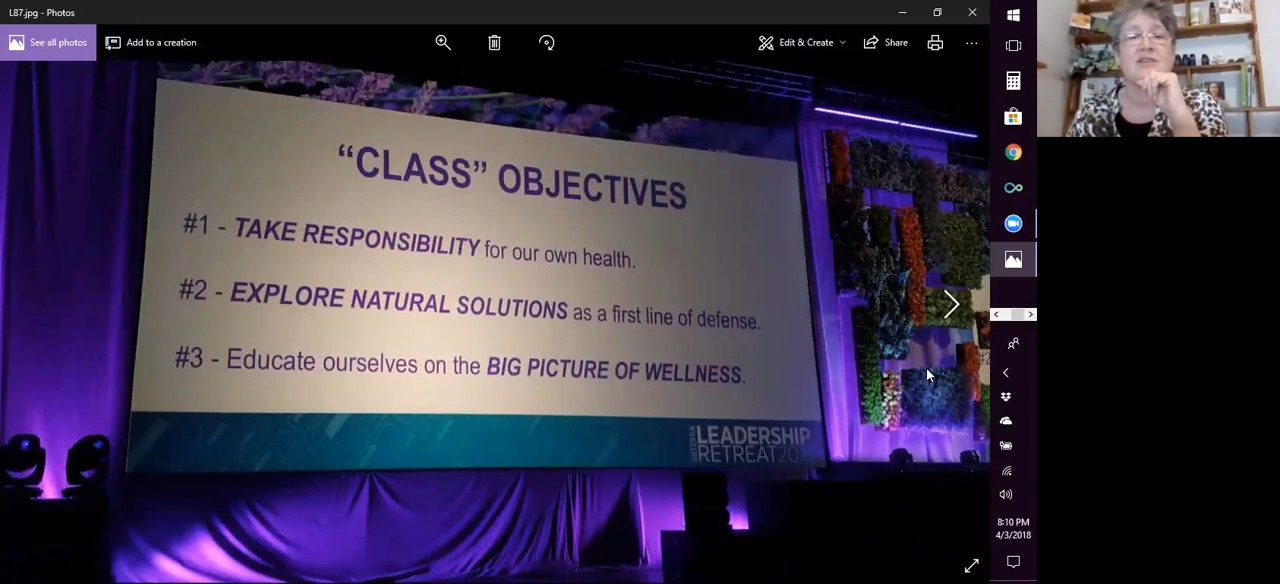 L87.jpg - Photos
See all photos
Add to a creation
Edit & Create
Share
“CLASS” OBJECTIVES
#1 - TAKE RESPONSIBILITY for our own health.
#2 - EXPLORE NATURAL SOLUTIONS as a first line of defense.
#3 - Educate ourselves on the BIG PICTURE OF WELLNESS.
LEADERSHIP
RETREAT
8:10 PM
4/3/2018